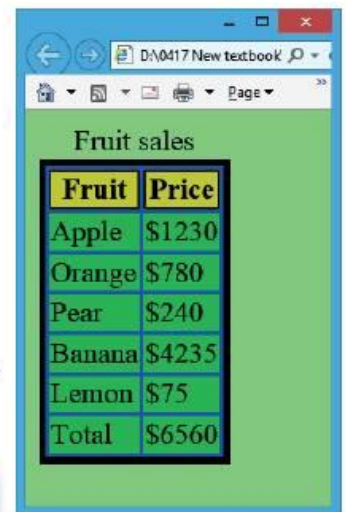 D:\0417 New textbook
Page
Fruit sales
Fruit Price
Apple $1230
Orange $780
Pear $240
Banana $4235
Lemon $75
Total $6560